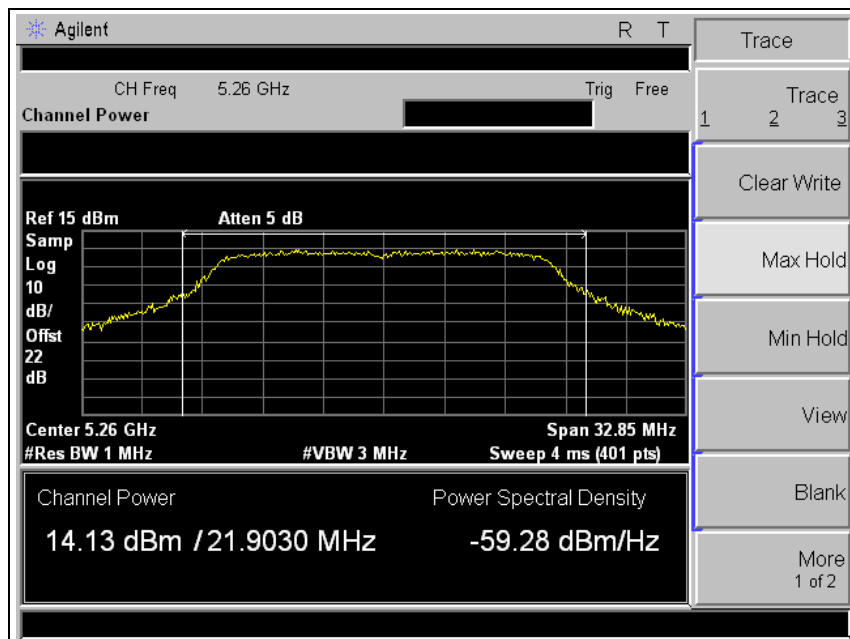 Agilent R T
Trace
CH Freq 5.26 GHz Trig Free
Channel Power
Trace
1 2 3
Clear Write
Ref 15 dBm Atten 5 dB
Samp
Log
10
dB/
Offst
22
dB
Max Hold
Min Hold
Center 5.26 GHz Span 32.85 MHz
#Res BW 1 MHz #VBW 3 MHz Sweep 4 ms (401 pts)
View
Channel Power Power Spectral Density
14.13 dBm / 21.9030 MHz -59.28 dBm/Hz
Blank
More
1 of 2